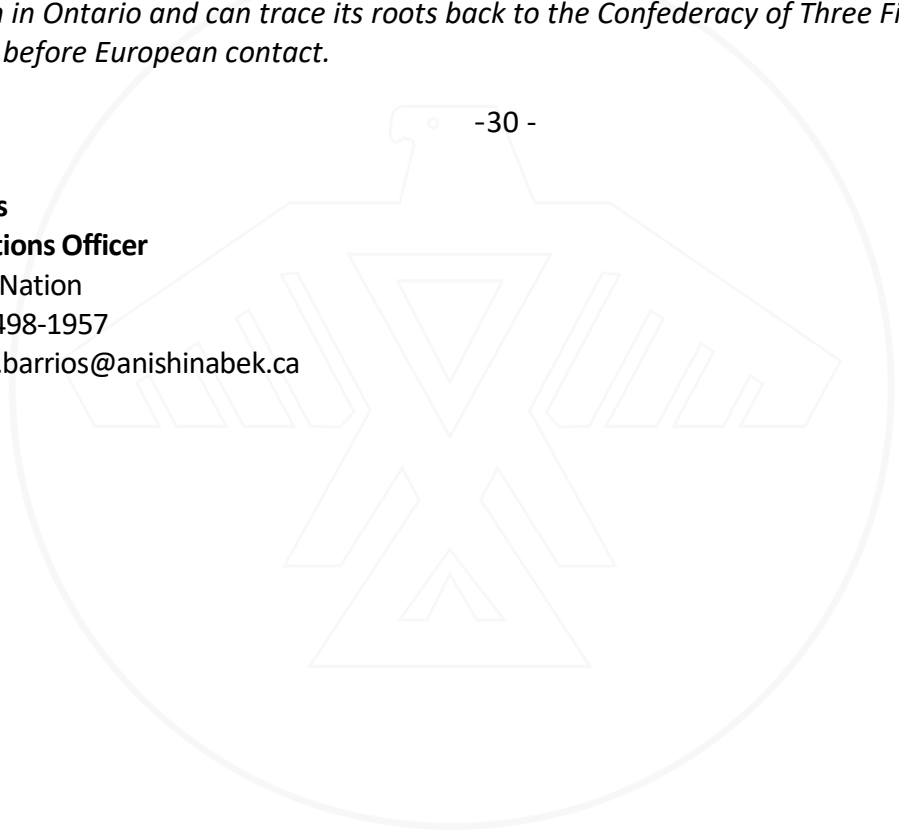 in Ontario and can trace its roots back to the Confederacy of Three
before European contact.
-30 -
s
tions Officer
Nation
498-1957
.barrios@anishinabek.ca